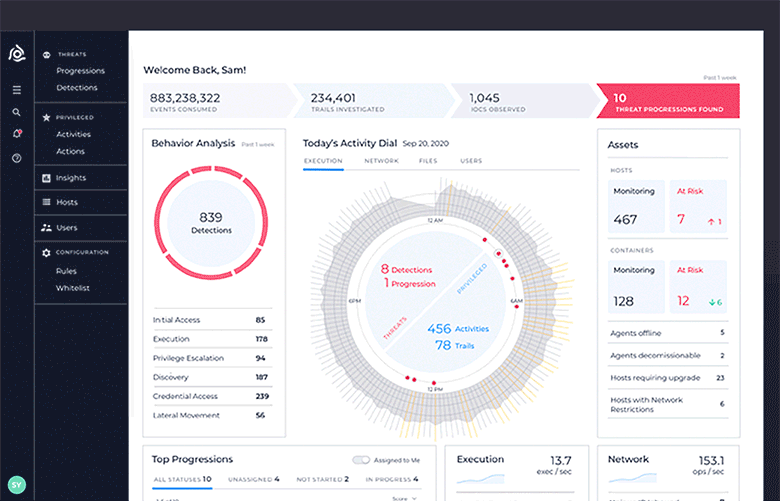 THREATS
Progressions
Detections
PRIVILEGED
Activities
Actions
Insights
Hosts
Users
CONFIGURATION
Rules
Whitelist
SY
Welcome Back, Sam!
Past 1 week
883,238,322
EVENTS CONSUMED
234,401
TRAILS INVESTIGATED
1,045
IOCS OBSERVED
10
THREAT PROGRESSIONS FOUND
Behavior Analysis Past 1 week
839
Detections
Initial Access 85
Execution 178
Privilege Escalation 94
Discovery 187
Credential Access 239
Lateral Movement 56
Today's Activity Dial Sep 20, 2020
EXECUTION NETWORK FILES USERS
12 AM
6PM
6AM
12 PM
8 Detections
1 Progression
PRIVILEGED
THREATS
456 Activities
78 Trails
Assets
HOSTS
Monitoring At Risk
467 7 ↑ 1
CONTAINERS
Monitoring At Risk
128 12 ↓ 6
Agents offline 5
Agents decomissionable 2
Hosts requiring upgrade 23
Hosts with Network
Restrictions 6
Top Progressions Assigned to Me
ALL STATUSES 10 UNASSIGNED 4 NOT STARTED 2 IN PROGRESS 4
Score
Execution 13.7
exec / sec
Network 153.1
ops / sec